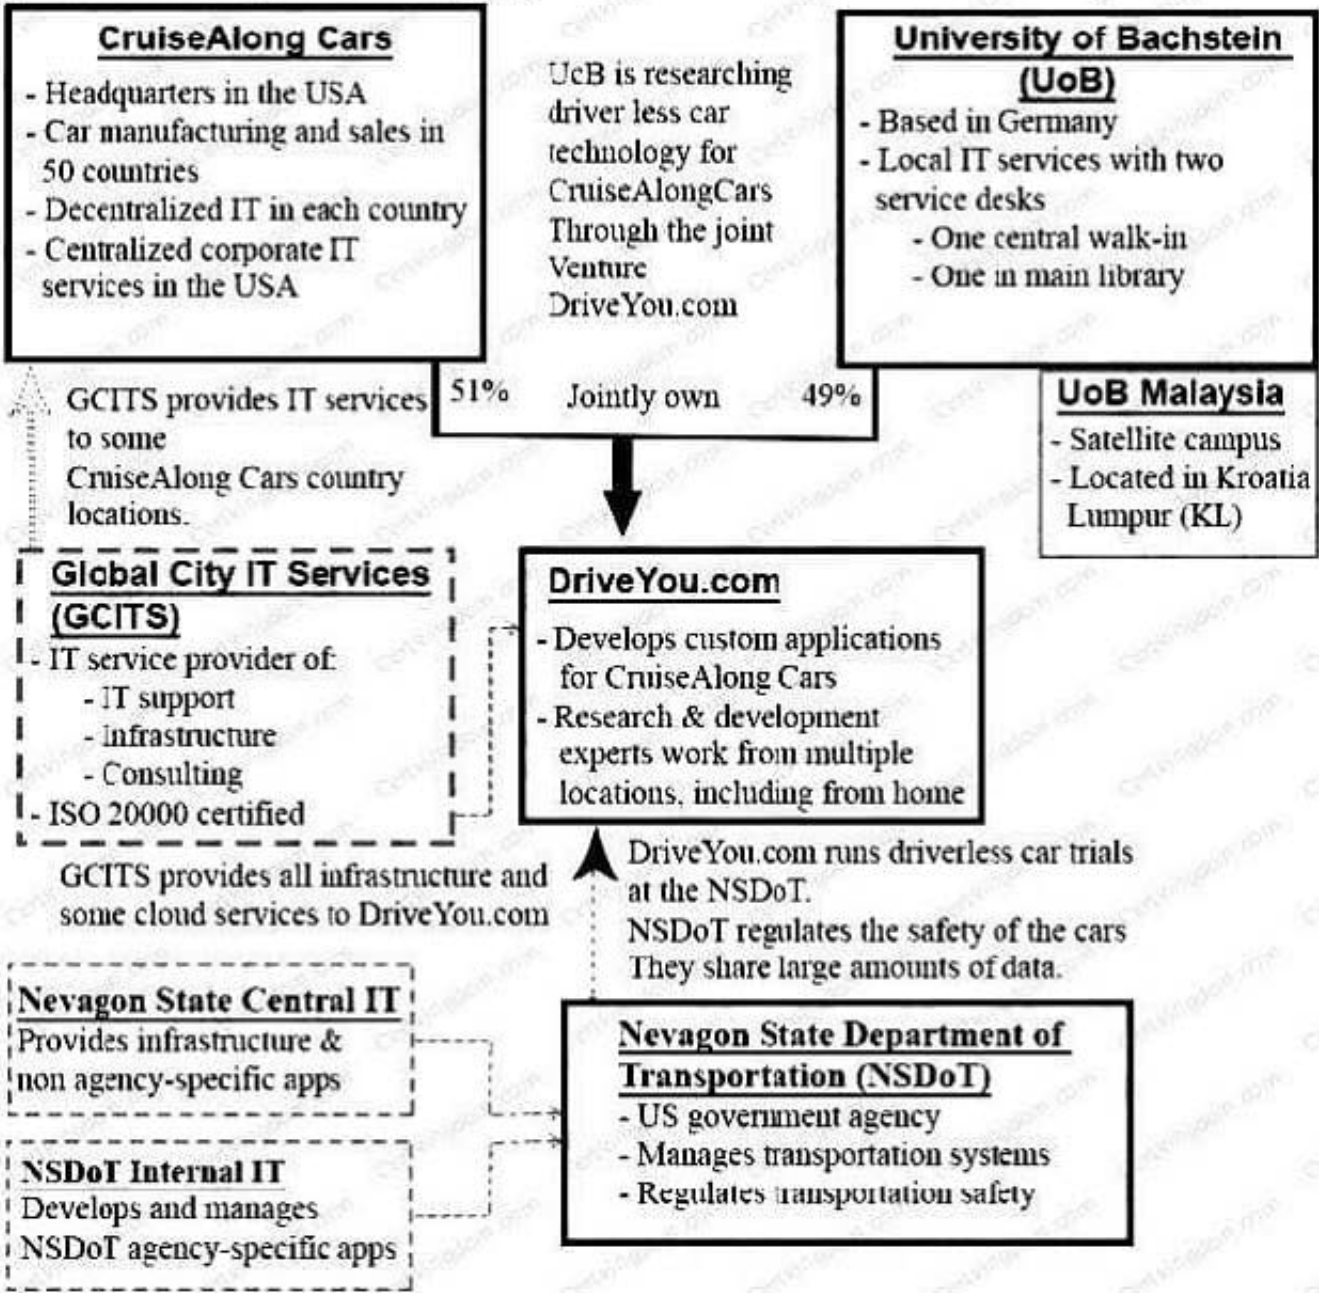 CruiseAlong Cars
- Headquarters in the USA
- Car manufacturing and sales in
50 countries
- Decentralized IT in each country
- Centralized corporate IT
services in the USA
UcB is researching
driver less car
technology for
CruiseAlongCars
Through the joint
Venture
DriveYou.com
University of Bachstein
(UoB)
- Based in Germany
- Local IT services with two
service desks
- One central walk-in
- One in main library
51% Jointly own 49%
UoB Malaysia
- Satellite campus
- Located in Kroatia
Lumpur (KL)
GCITS provides IT services
to some
CruiseAlong Cars country
locations.
Global City IT Services
(GCITS)
- IT service provider of:
- IT support
- Infrastructure
- Consulting
- ISO 20000 certified
DriveYou.com
- Develops custom applications
for CruiseAlong Cars
- Research & development
experts work from multiple
locations, including from home
GCITS provides all infrastructure and
some cloud services to DriveYou.com
DriveYou.com runs driverless car trials
at the NSDoT.
NSDoT regulates the safety of the cars
They share large amounts of data.
Nevagon State Central IT
Provides infrastructure &
non agency-specific apps
NSDoT Internal IT
Develops and manages
NSDoT agency-specific apps
Nevagon State Department of
Transportation (NSDoT)
- US government agency
- Manages transportation systems
- Regulates transportation safety